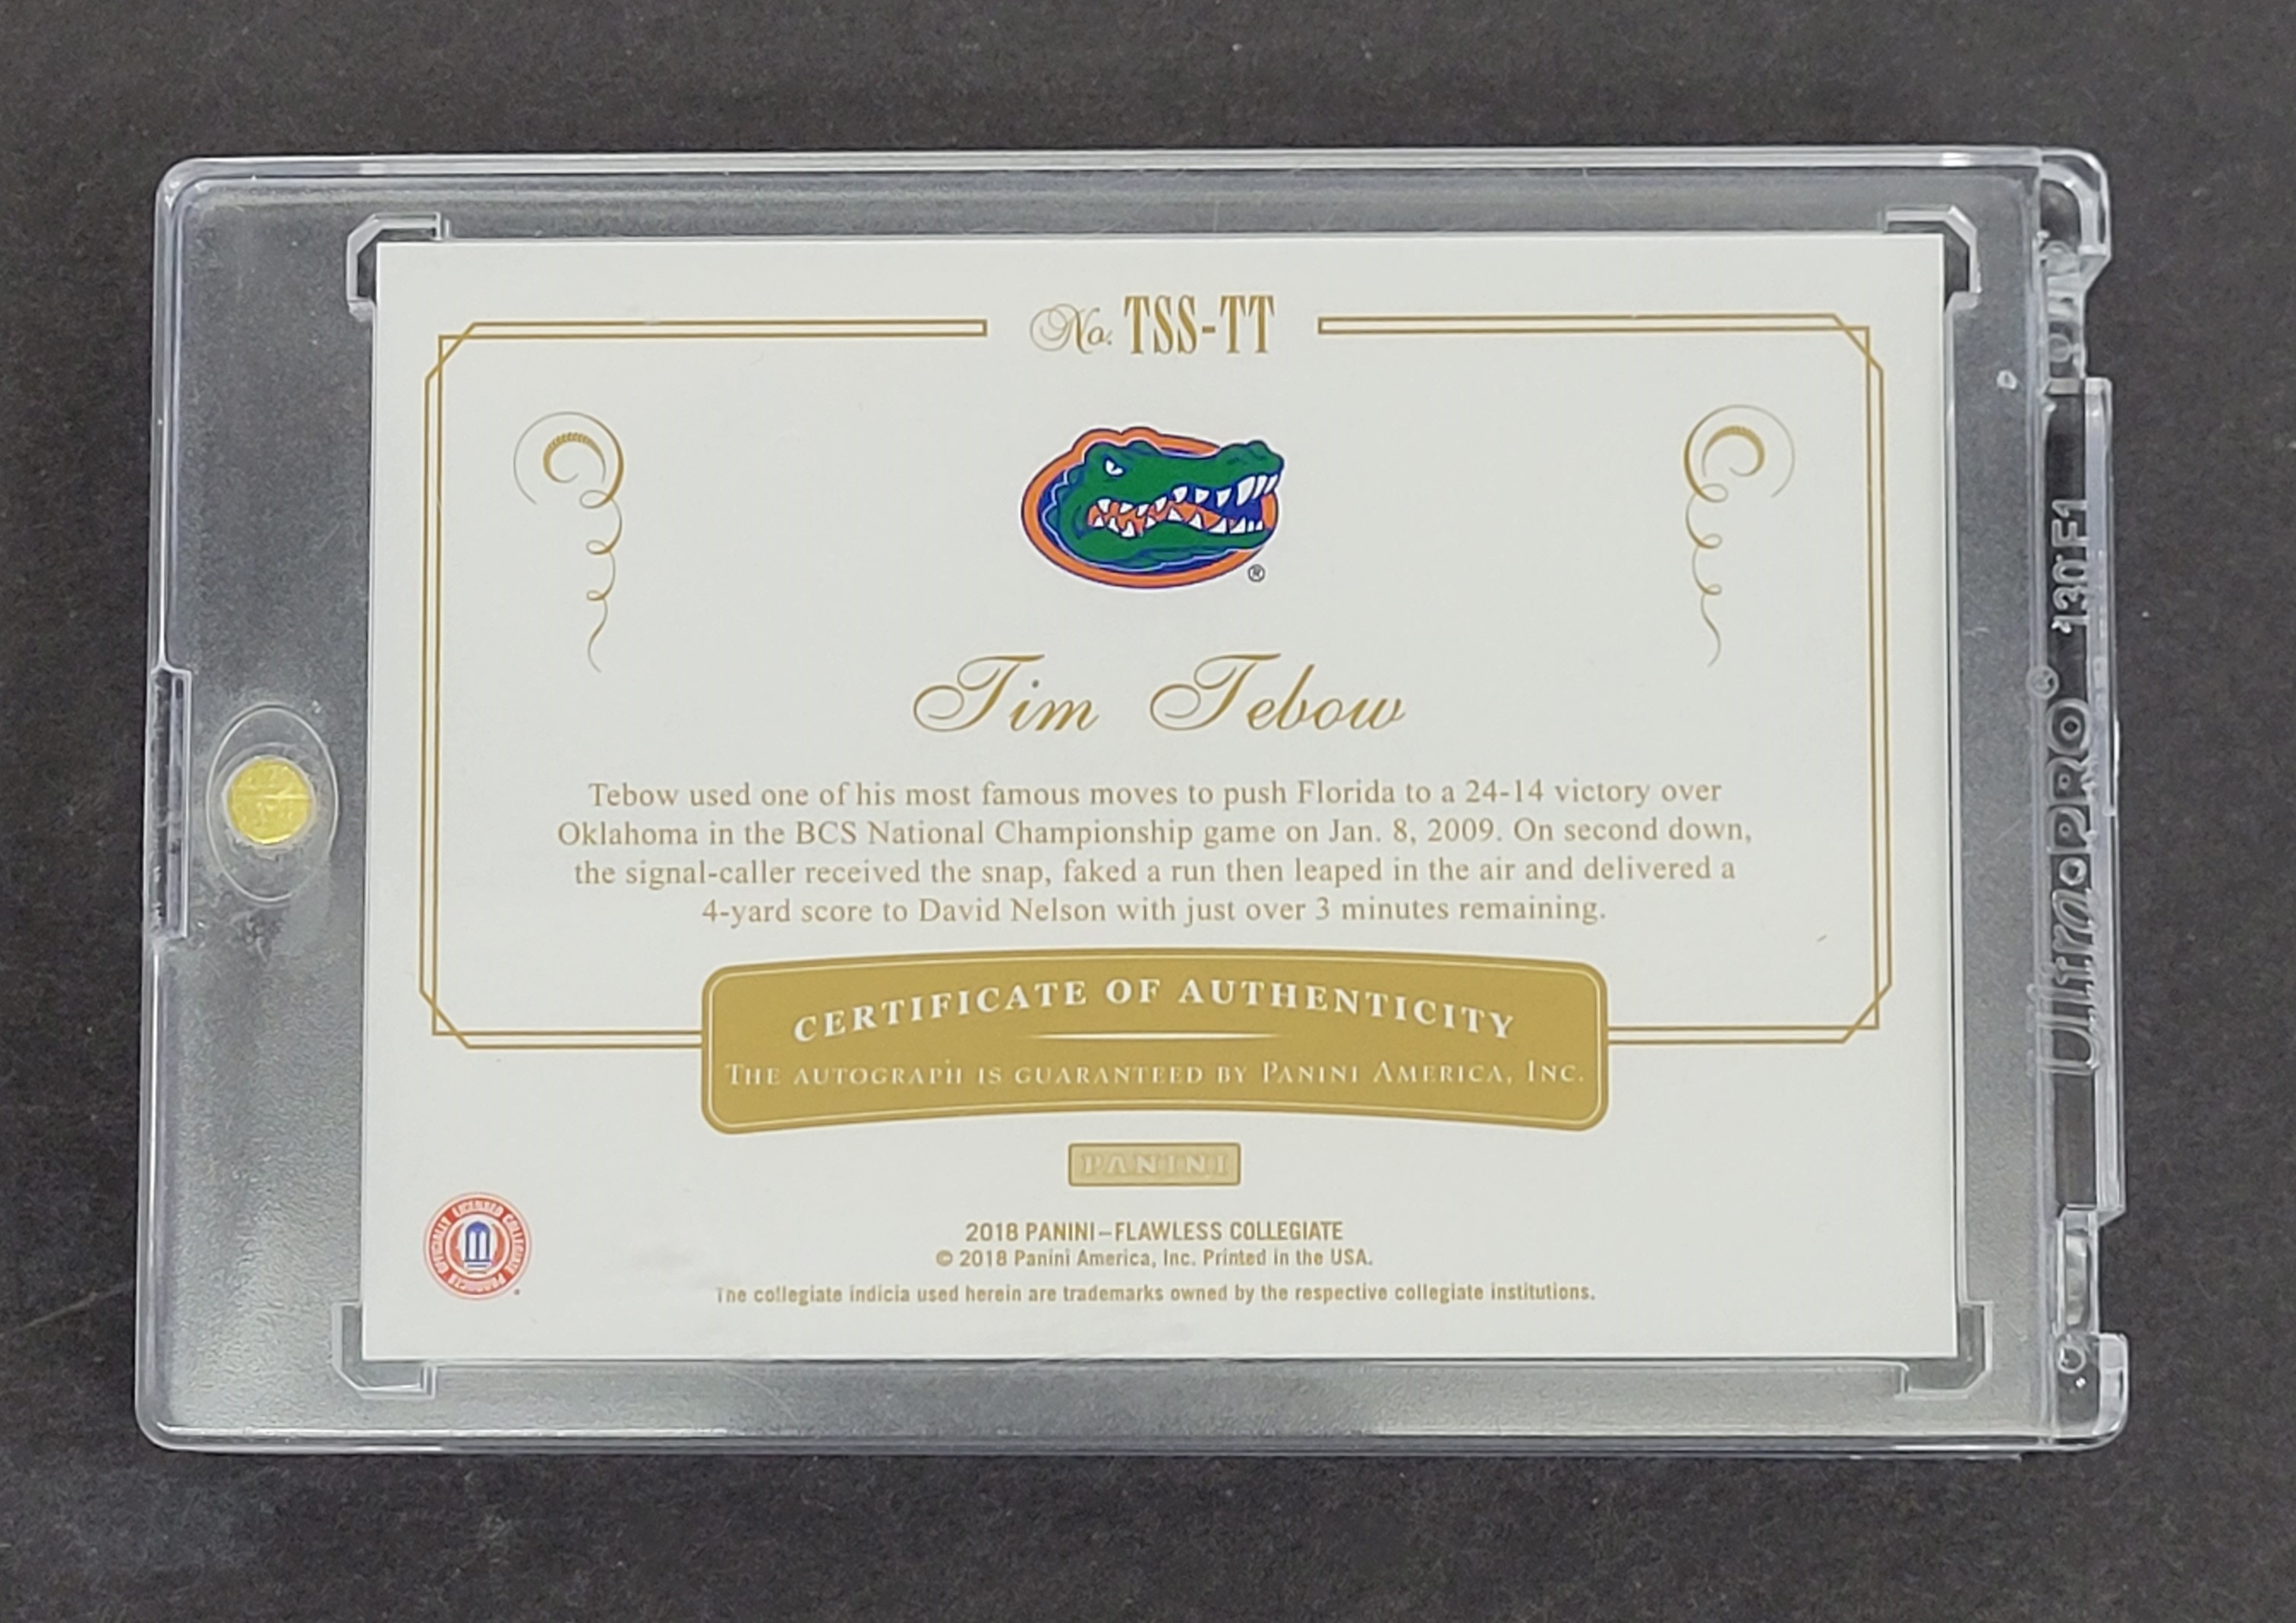 No. TSS-TT
®
Tim Tebow
Tebow used one of his most famous moves to push Florida to a 24-14 victory over
Oklahoma in the BCS National Championship game on Jan. 8, 2009. On second down,
the signal-caller received the snap, faked a run then leaped in the air and delivered a
4-yard score to David Nelson with just over 3 minutes remaining.
CERTIFICATE OF AUTHENTICITY
THE AUTOGRAPH IS GUARANTEED BY PANINI AMERICA, INC.
PANINI
OFFICIALLY LICENSED COLLEGIATE PRODUCTS
2018 PANINI–FLAWLESS COLLEGIATE
© 2018 Panini America, Inc. Printed in the USA.
The collegiate indicia used herein are trademarks owned by the respective collegiate institutions.
UltraPRO®